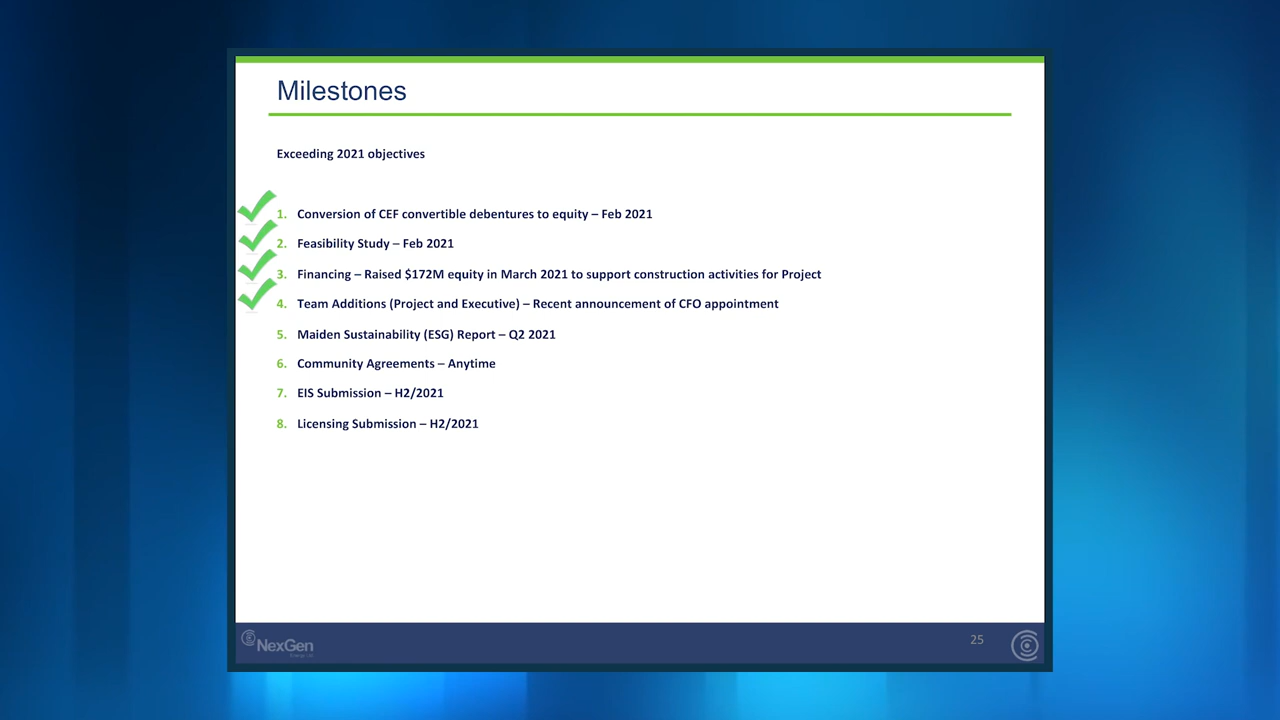 Milestones
Exceeding 2021 objectives
1. Conversion of CEF convertible debentures to equity – Feb 2021
2. Feasibility Study – Feb 2021
3. Financing – Raised $172M equity in March 2021 to support construction activities for Project
4. Team Additions (Project and Executive) – Recent announcement of CFO appointment
5. Maiden Sustainability (ESG) Report – Q2 2021
6. Community Agreements – Anytime
7. EIS Submission – H2/2021
8. Licensing Submission – H2/2021
NexGen
Energy Ltd.
25